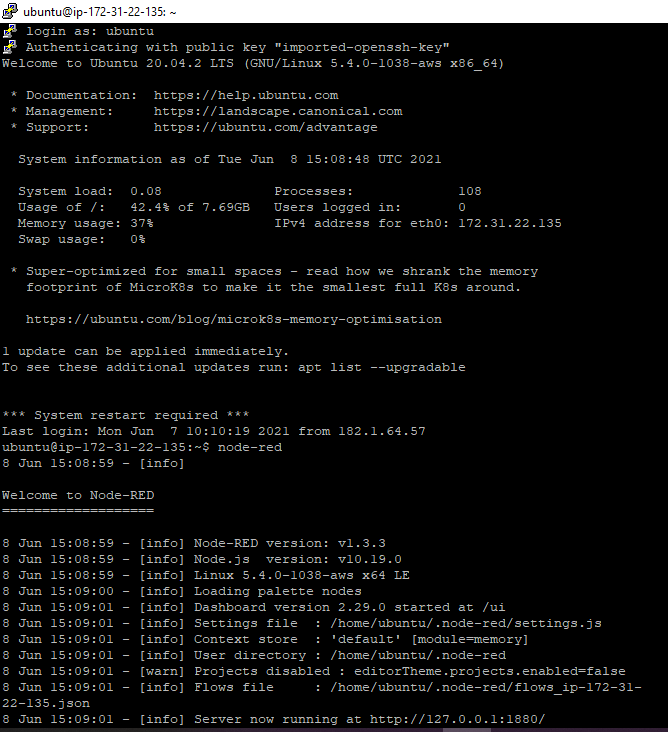 ubuntu@ip-172-31-22-135: ~
login as: ubuntu
Authenticating with public key "imported-openssh-key"
Welcome to Ubuntu 20.04.2 LTS (GNU/Linux 5.4.0-1038-aws x86_64)
* Documentation:  https://help.ubuntu.com
* Management:     https://landscape.canonical.com
* Support:        https://ubuntu.com/advantage
System information as of Tue Jun  8 15:08:48 UTC 2021
System load:  0.08              Processes:             108
Usage of /:   42.4% of 7.69GB   Users logged in:       0
Memory usage: 37%               IPv4 address for eth0: 172.31.22.135
Swap usage:   0%
* Super-optimized for small spaces - read how we shrank the memory
footprint of MicroK8s to make it the smallest full K8s around.
https://ubuntu.com/blog/microk8s-memory-optimisation
1 update can be applied immediately.
To see these additional updates run: apt list --upgradable
*** System restart required ***
Last login: Mon Jun  7 10:10:19 2021 from 182.1.64.57
ubuntu@ip-172-31-22-135:~$ node-red
8 Jun 15:08:59 - [info]
Welcome to Node-RED
===================
8 Jun 15:08:59 - [info] Node-RED version: v1.3.3
8 Jun 15:08:59 - [info] Node.js  version: v10.19.0
8 Jun 15:08:59 - [info] Linux 5.4.0-1038-aws x64 LE
8 Jun 15:09:00 - [info] Loading palette nodes
8 Jun 15:09:01 - [info] Dashboard version 2.29.0 started at /ui
8 Jun 15:09:01 - [info] Settings file  : /home/ubuntu/.node-red/settings.js
8 Jun 15:09:01 - [info] Context store  : 'default' [module=memory]
8 Jun 15:09:01 - [info] User directory : /home/ubuntu/.node-red
8 Jun 15:09:01 - [warn] Projects disabled : editorTheme.projects.enabled=false
8 Jun 15:09:01 - [info] Flows file     : /home/ubuntu/.node-red/flows_ip-172-31-
22-135.json
8 Jun 15:09:01 - [info] Server now running at http://127.0.0.1:1880/